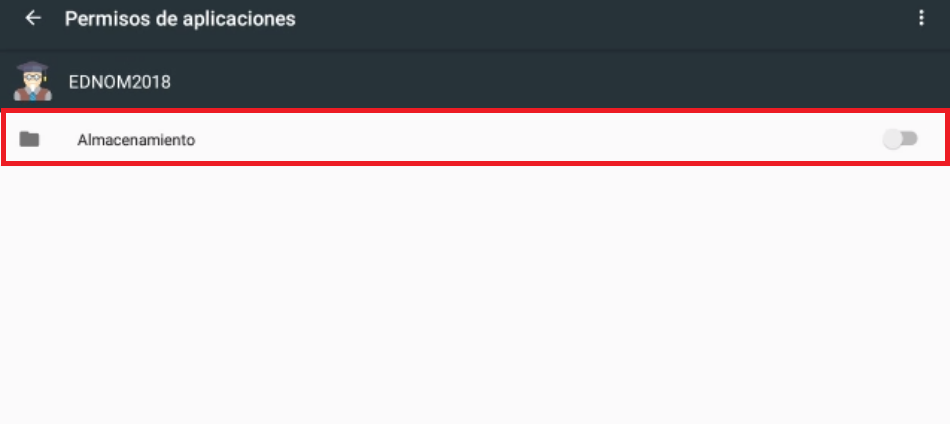 Permisos de aplicaciones
EDNOM2018
Almacenamiento